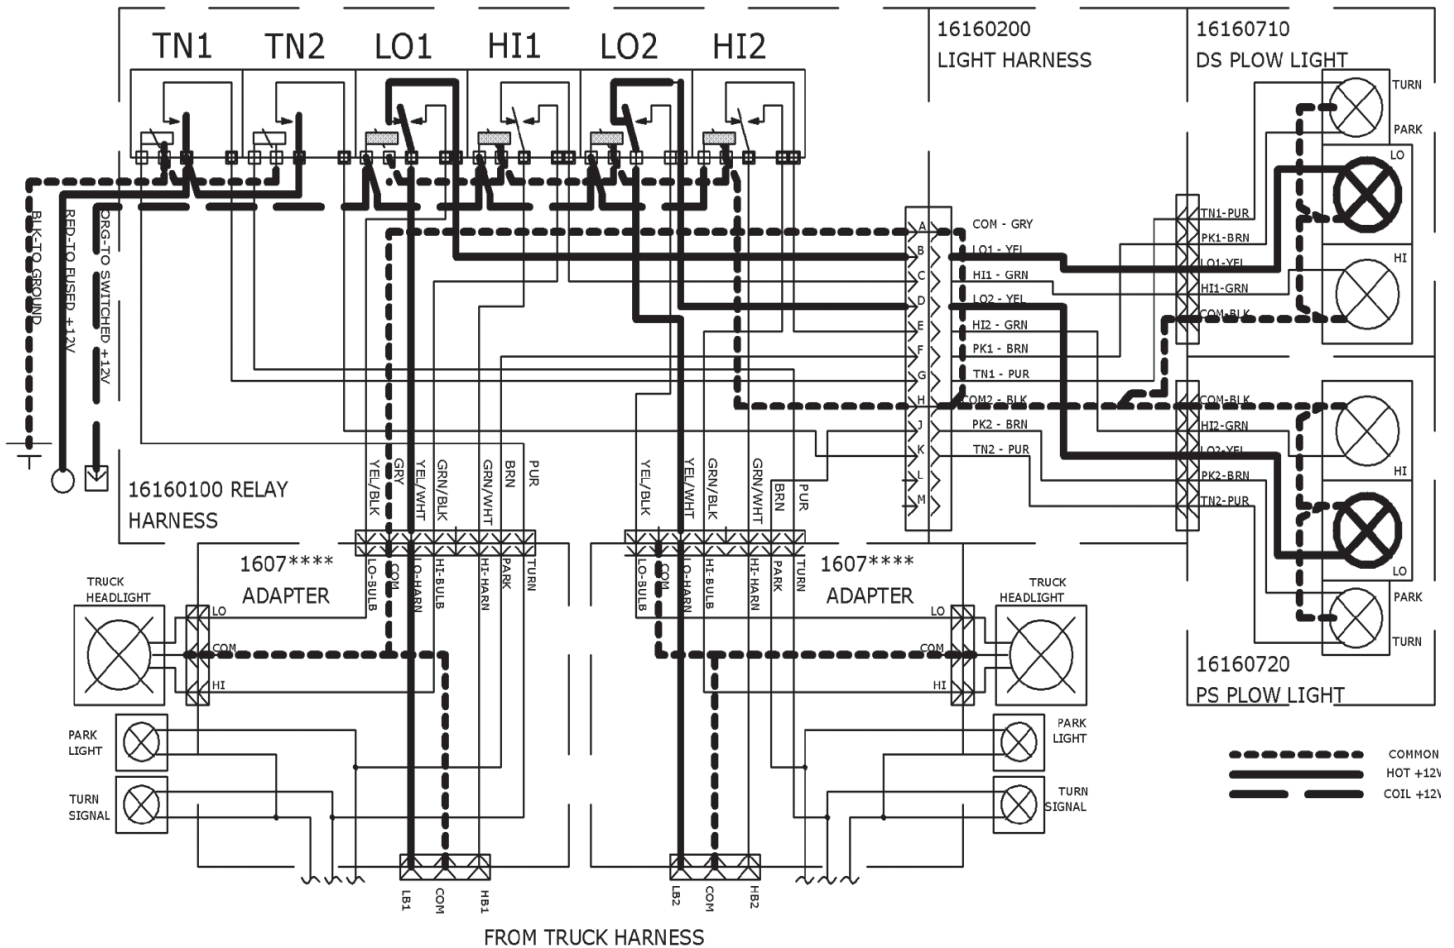 TN1 TN2 LO1 HI1 LO2 HI2
16160200
LIGHT HARNESS
16160710
DS PLOW LIGHT
TURN
PARK
LO
HI
BLK-TO GROUND
RED-TO FUSED +12V
ORG-TO SWITCHED +12V
A COM - GRY
B LO1 - YEL
C HI1 - GRN
D LO2 - YEL
E HI2 - GRN
F PK1 - BRN
G TN1 - PUR
H COM2 - BLK
J PK2 - BRN
K TN2 - PUR
L
M
TN1-PUR
PK1-BRN
LO1-YEL
HI1-GRN
COM-BLK
COM-BLK
HI2-GRN
LO2-YEL
PK2-BRN
TN2-PUR
HI
LO
PARK
TURN
16160720
PS PLOW LIGHT
16160100 RELAY
HARNESS
YEL/BLK
GRY
YEL/WHT
GRN/BLK
GRN/WHT
BRN
PUR
YEL/BLK
YEL/WHT
GRN/BLK
GRN/WHT
BRN
PUR
1607****
ADAPTER
LO-BULB
COM
LO-HARN
HI-BULB
HI-HARN
PARK
TURN
LO-BULB
COM
LO-HARN
HI-BULB
HI-HARN
PARK
TURN
1607****
ADAPTER
TRUCK
HEADLIGHT
LO
COM
HI
LO
COM
HI
TRUCK
HEADLIGHT
PARK
LIGHT
TURN
SIGNAL
PARK
LIGHT
TURN
SIGNAL
COMMON
HOT +12V
COIL +12V
LB1
COM
HB1
LB2
COM
HB2
FROM TRUCK HARNESS